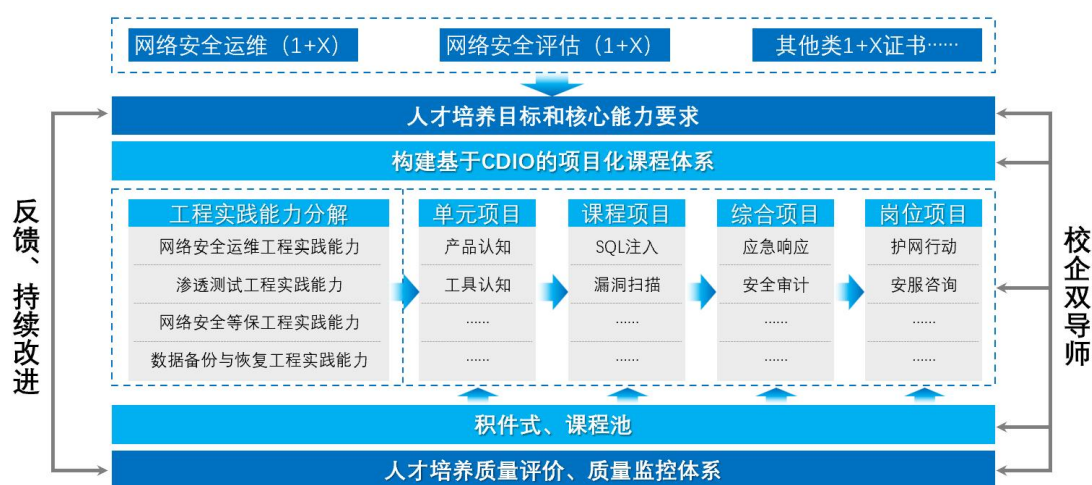 网络安全运维（1+X）
网络安全评估（1+X）
其他类1+X证书……
人才培养目标和核心能力要求
构建基于CDIO的项目化课程体系
反馈、持续改进
工程实践能力分解
网络安全运维工程实践能力
渗透测试工程实践能力
网络安全等保工程实践能力
数据备份与恢复工程实践能力
单元项目
产品认知
工具认知
……
……
课程项目
SQL注入
漏洞扫描
……
……
综合项目
应急响应
安全审计
……
……
岗位项目
护网行动
安服咨询
……
……
校企双导师
积件式、课程池
人才培养质量评价、质量监控体系